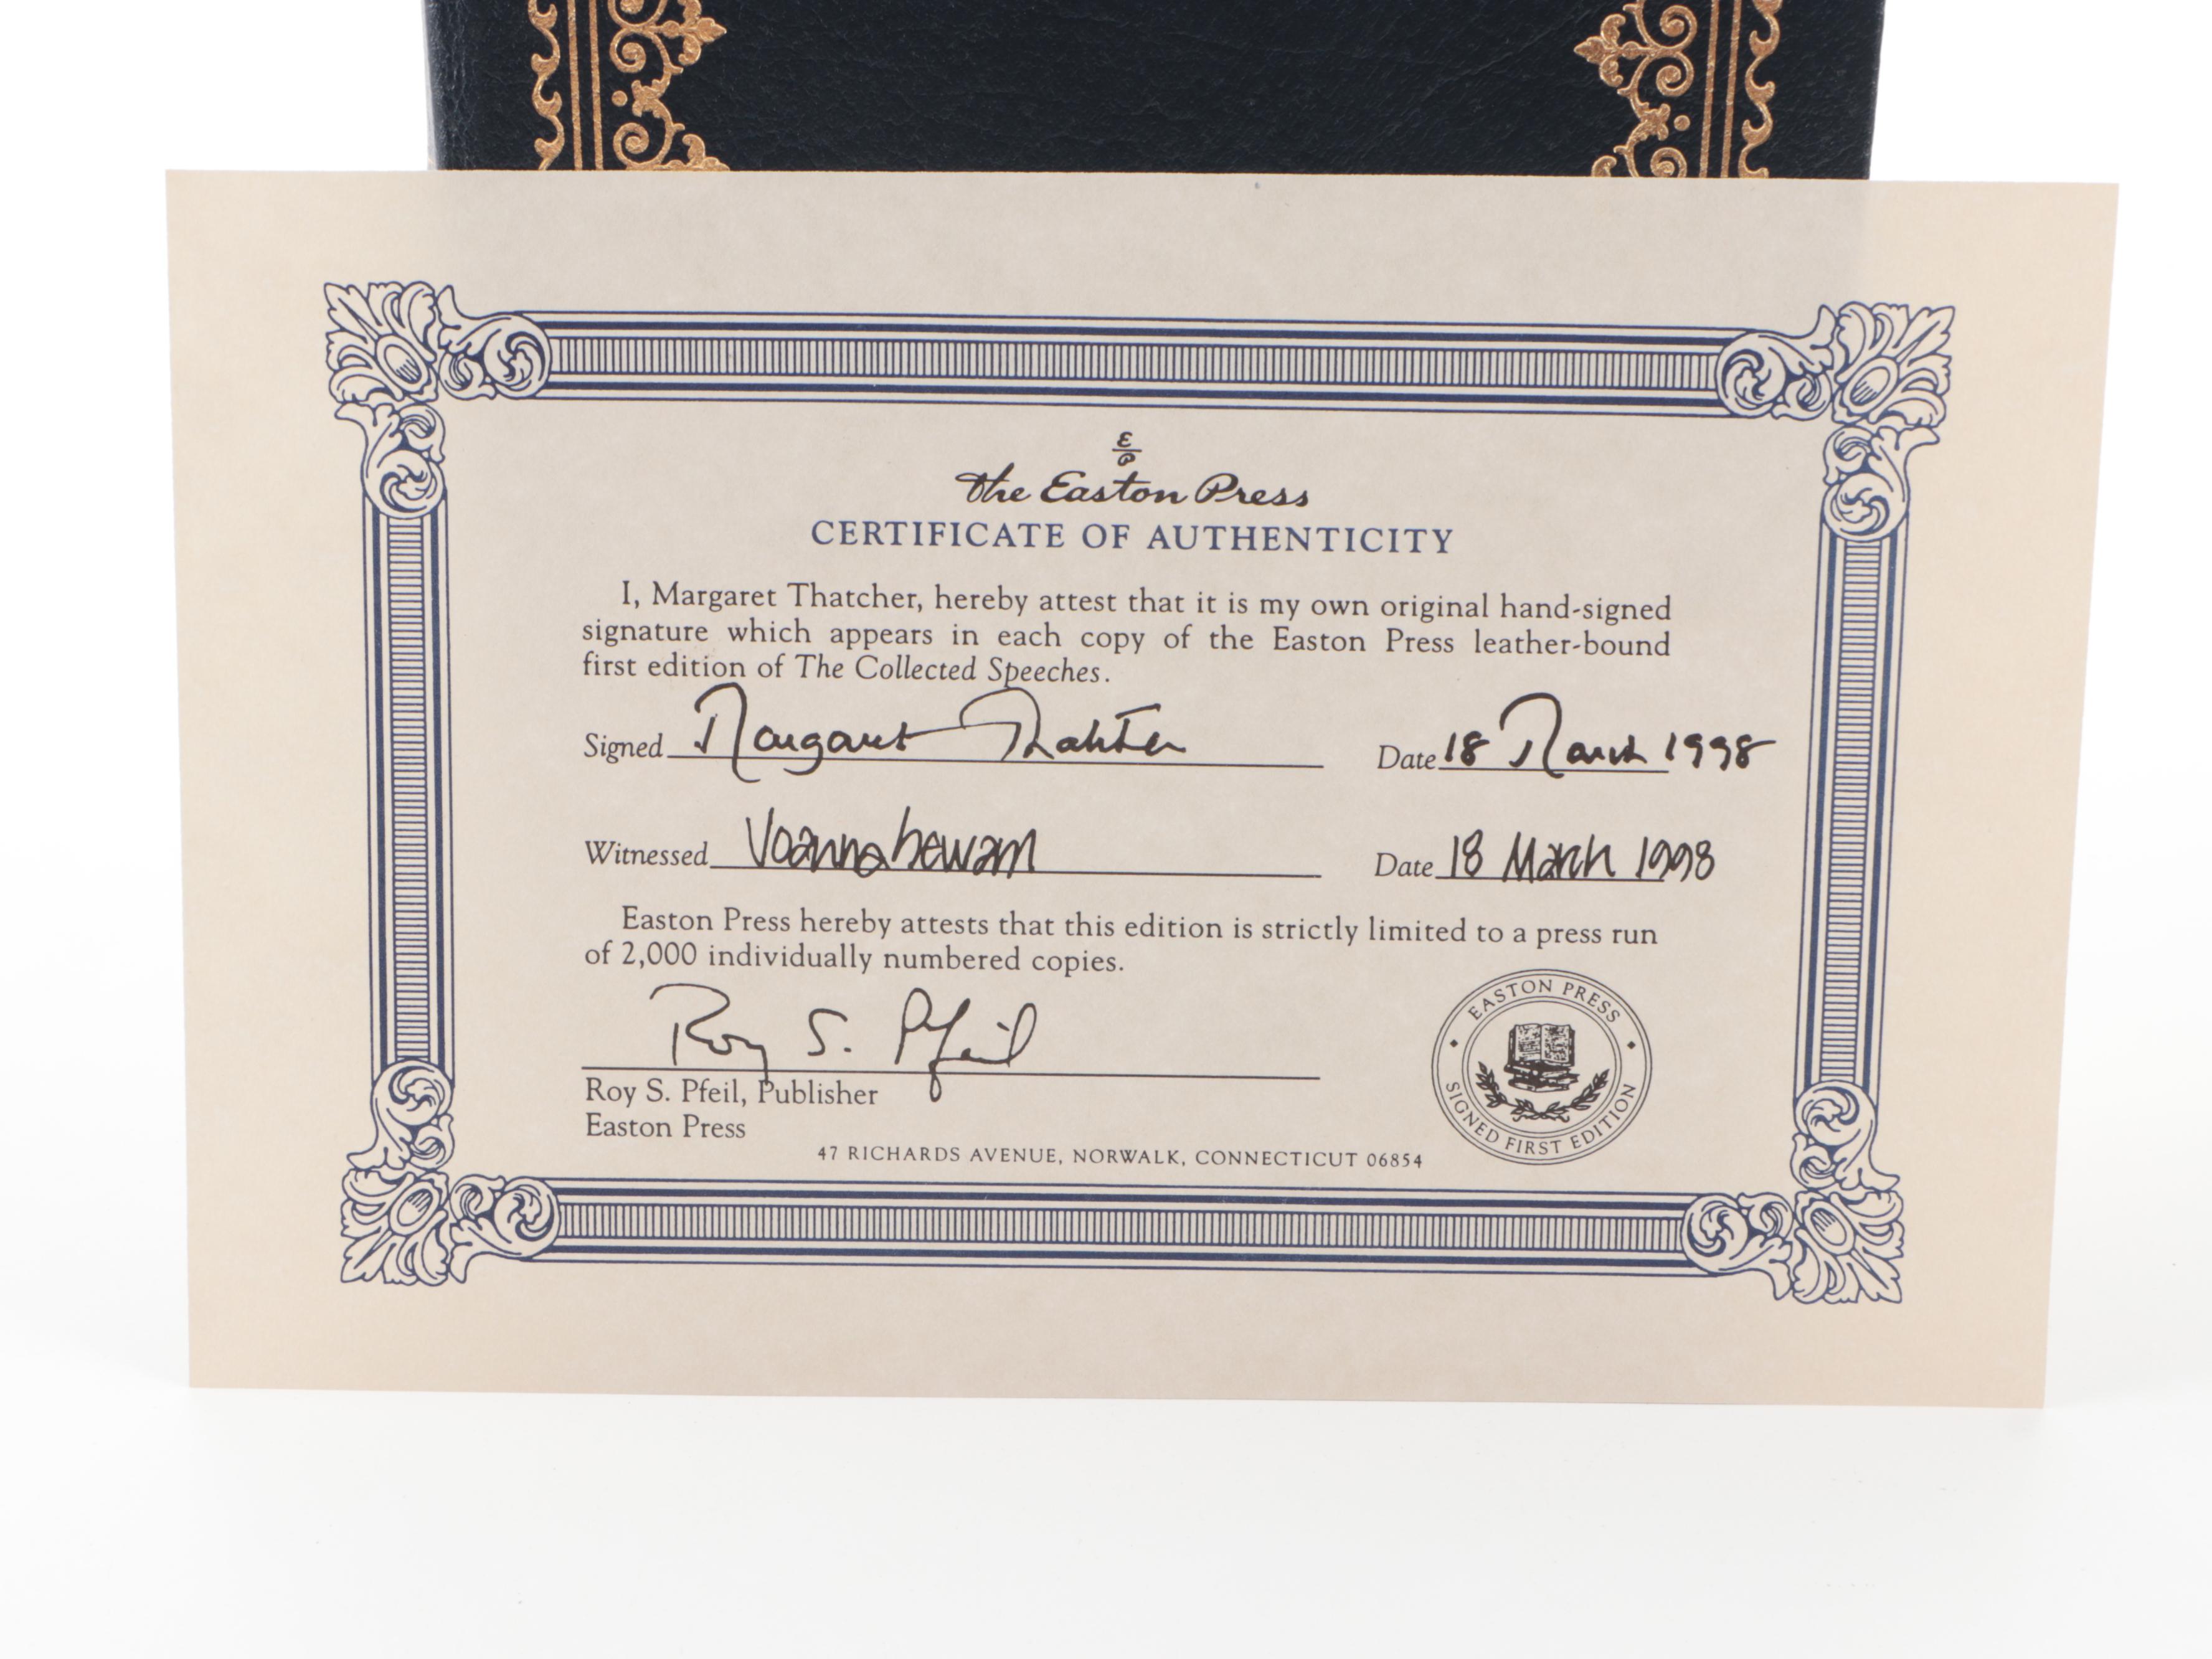 E
P
The Easton Press
CERTIFICATE OF AUTHENTICITY
I, Margaret Thatcher, hereby attest that it is my own original hand-signed
signature which appears in each copy of the Easton Press leather-bound
first edition of The Collected Speeches.
Signed Margaret Thatcher Date 18 March 1998
Witnessed Date 18 March 1998
Easton Press hereby attests that this edition is strictly limited to a press run
of 2,000 individually numbered copies.
Roy S. Pfeil
Roy S. Pfeil, Publisher
Easton Press
EASTON PRESS
SIGNED FIRST EDITION
47 RICHARDS AVENUE, NORWALK, CONNECTICUT 06854